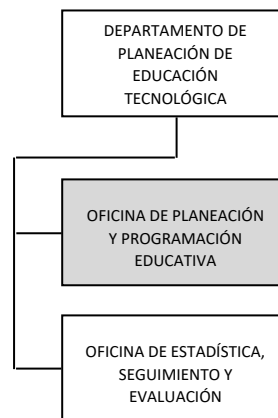 DEPARTAMENTO DE
PLANEACIÓN DE
EDUCACIÓN
TECNOLÓGICA
OFICINA DE PLANEACIÓN
Y PROGRAMACIÓN
EDUCATIVA
OFICINA DE ESTADÍSTICA,
SEGUIMIENTO Y
EVALUACIÓN